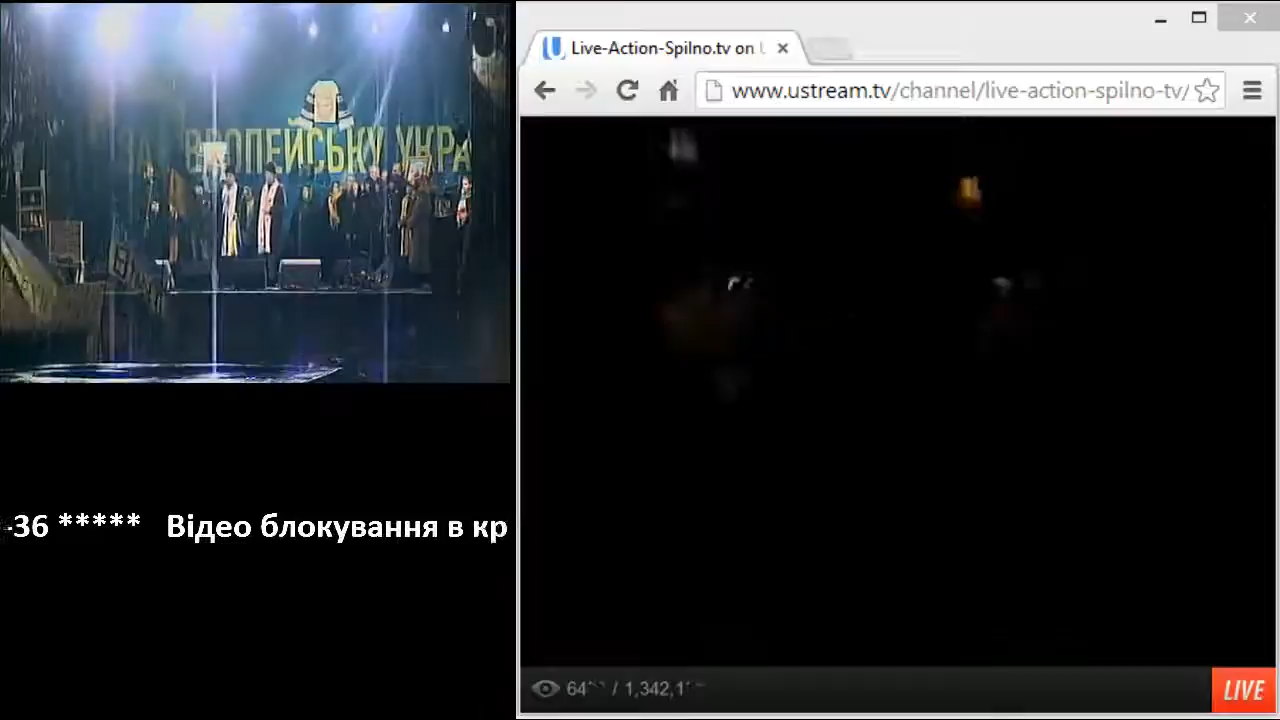 ЄВРОПЕЙСЬКУ УКРА
-36 ***** Відео блокування в кр
Live-Action-Spilno.tv on
www.ustream.tv/channel/live-action-spilno-tv/
LIVE